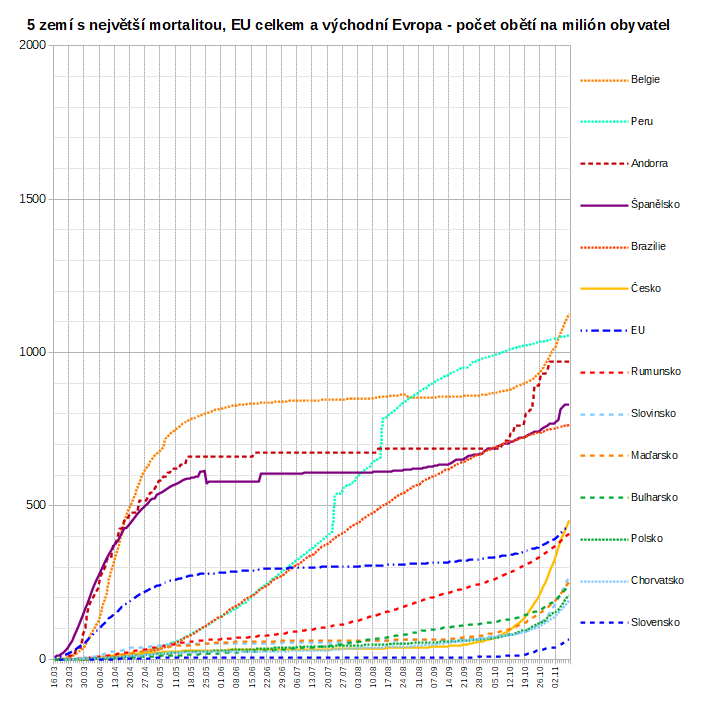 5 zemí s největší mortalitou, EU celkem a východní Evropa - počet obětí na milión obyvatel
2000
1500
1000
500
0
Belgie
Peru
Andorra
Španělsko
Brazílie
Česko
EU
Rumunsko
Slovinsko
Maďarsko
Bulharsko
Polsko
Chorvatsko
Slovensko
16.03
23.03
30.03
06.04
13.04
20.04
27.04
04.05
11.05
18.05
25.05
01.06
08.06
15.06
22.06
29.06
06.07
13.07
20.07
27.07
03.08
10.08
17.08
24.08
31.08
07.09
14.09
21.09
28.09
05.10
12.10
19.10
26.10
02.11